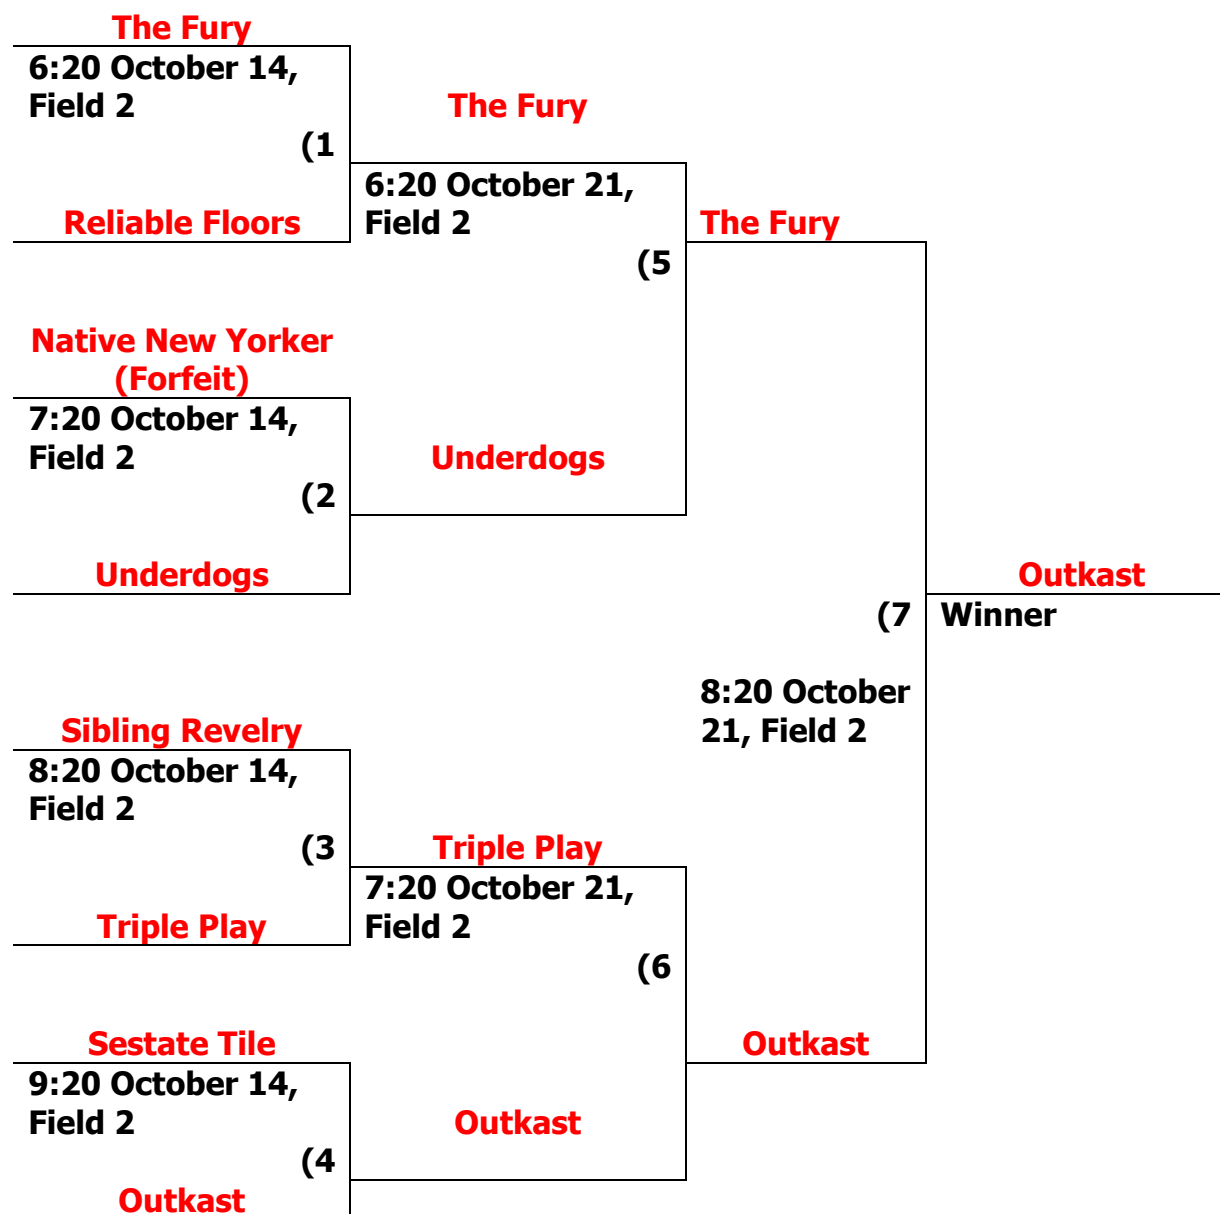 The Fury
6:20 October 14,
Field 2
(1
Reliable Floors
The Fury
6:20 October 21,
Field 2
(5
The Fury
Native New Yorker
(Forfeit)
7:20 October 14,
Field 2
(2
Underdogs
Underdogs
Outkast
(7
Winner
8:20 October
21, Field 2
Sibling Revelry
8:20 October 14,
Field 2
(3
Triple Play
Triple Play
7:20 October 21,
Field 2
(6
Sestate Tile
9:20 October 14,
Field 2
(4
Outkast
Outkast
Outkast